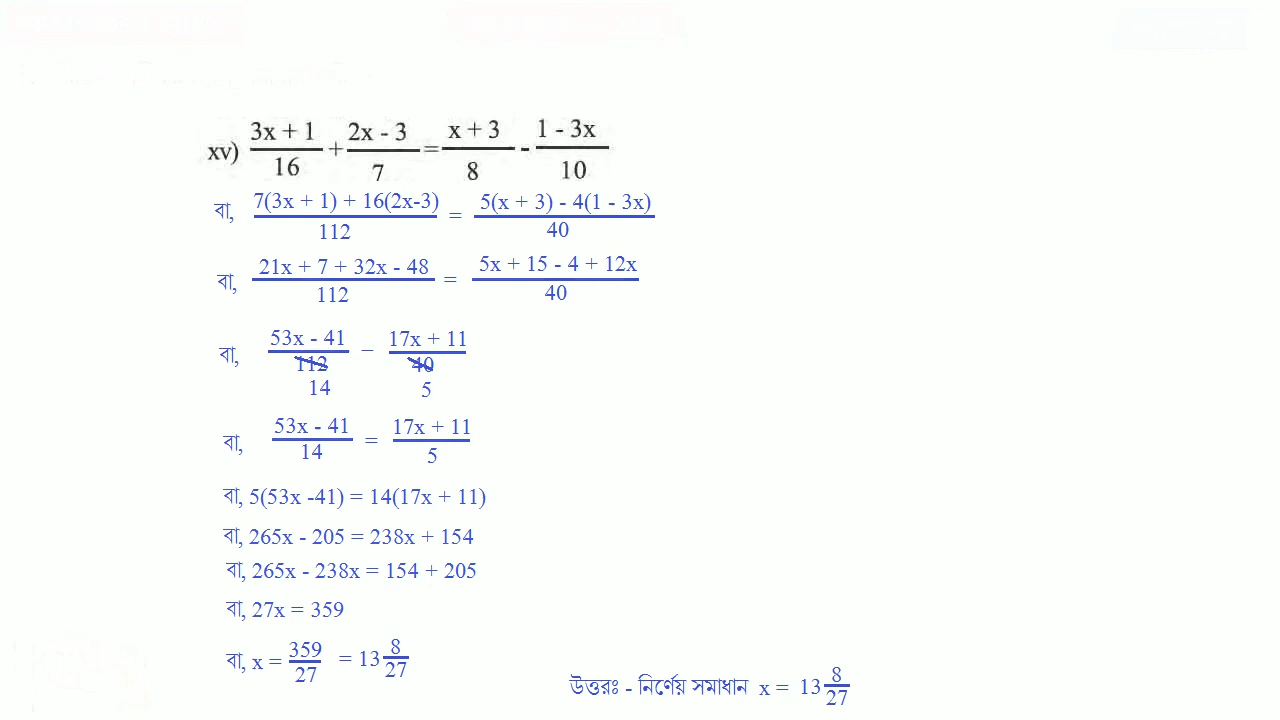 xv) (3x + 1)/16 + (2x - 3)/7 = (x + 3)/8 - (1 - 3x)/10
বা, (7(3x + 1) + 16(2x-3))/112 = (5(x + 3) - 4(1 - 3x))/40
বা, (21x + 7 + 32x - 48)/112 = (5x + 15 - 4 + 12x)/40
বা, (53x - 41)/112 − (17x + 11)/40
14 5
বা, (53x - 41)/14 = (17x + 11)/5
বা, 5(53x -41) = 14(17x + 11)
বা, 265x - 205 = 238x + 154
বা, 265x - 238x = 154 + 205
বা, 27x = 359
বা, x = 359/27 = 13 8/27
উত্তরঃ - নির্ণেয় সমাধান x = 13 8/27